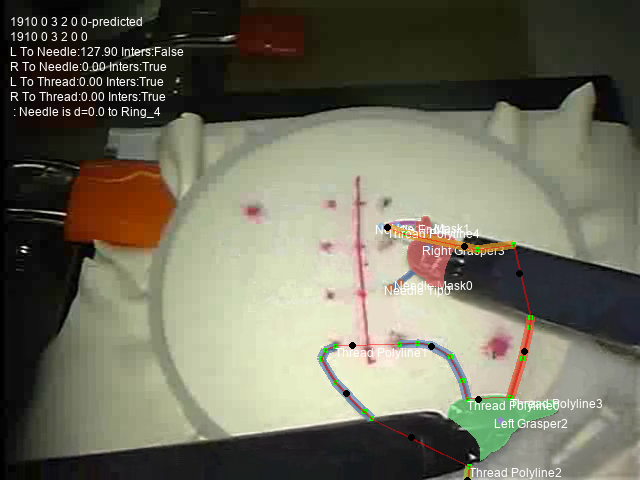 1910 0 3 2 0 0-predicted
1910 0 3 2 0 0
L To Needle:127.90 Inters:False
R To Needle:0.00 Inters:True
L To Thread:0.00 Inters:True
R To Thread:0.00 Inters:True
: Needle is d=0.0 to Ring_4
Thread Polyline4
Right Grasper3
Needle Mask0
Needle Tip0
Thread Polyline1
Thread Polyline3
Left Grasper2
Thread Polyline2